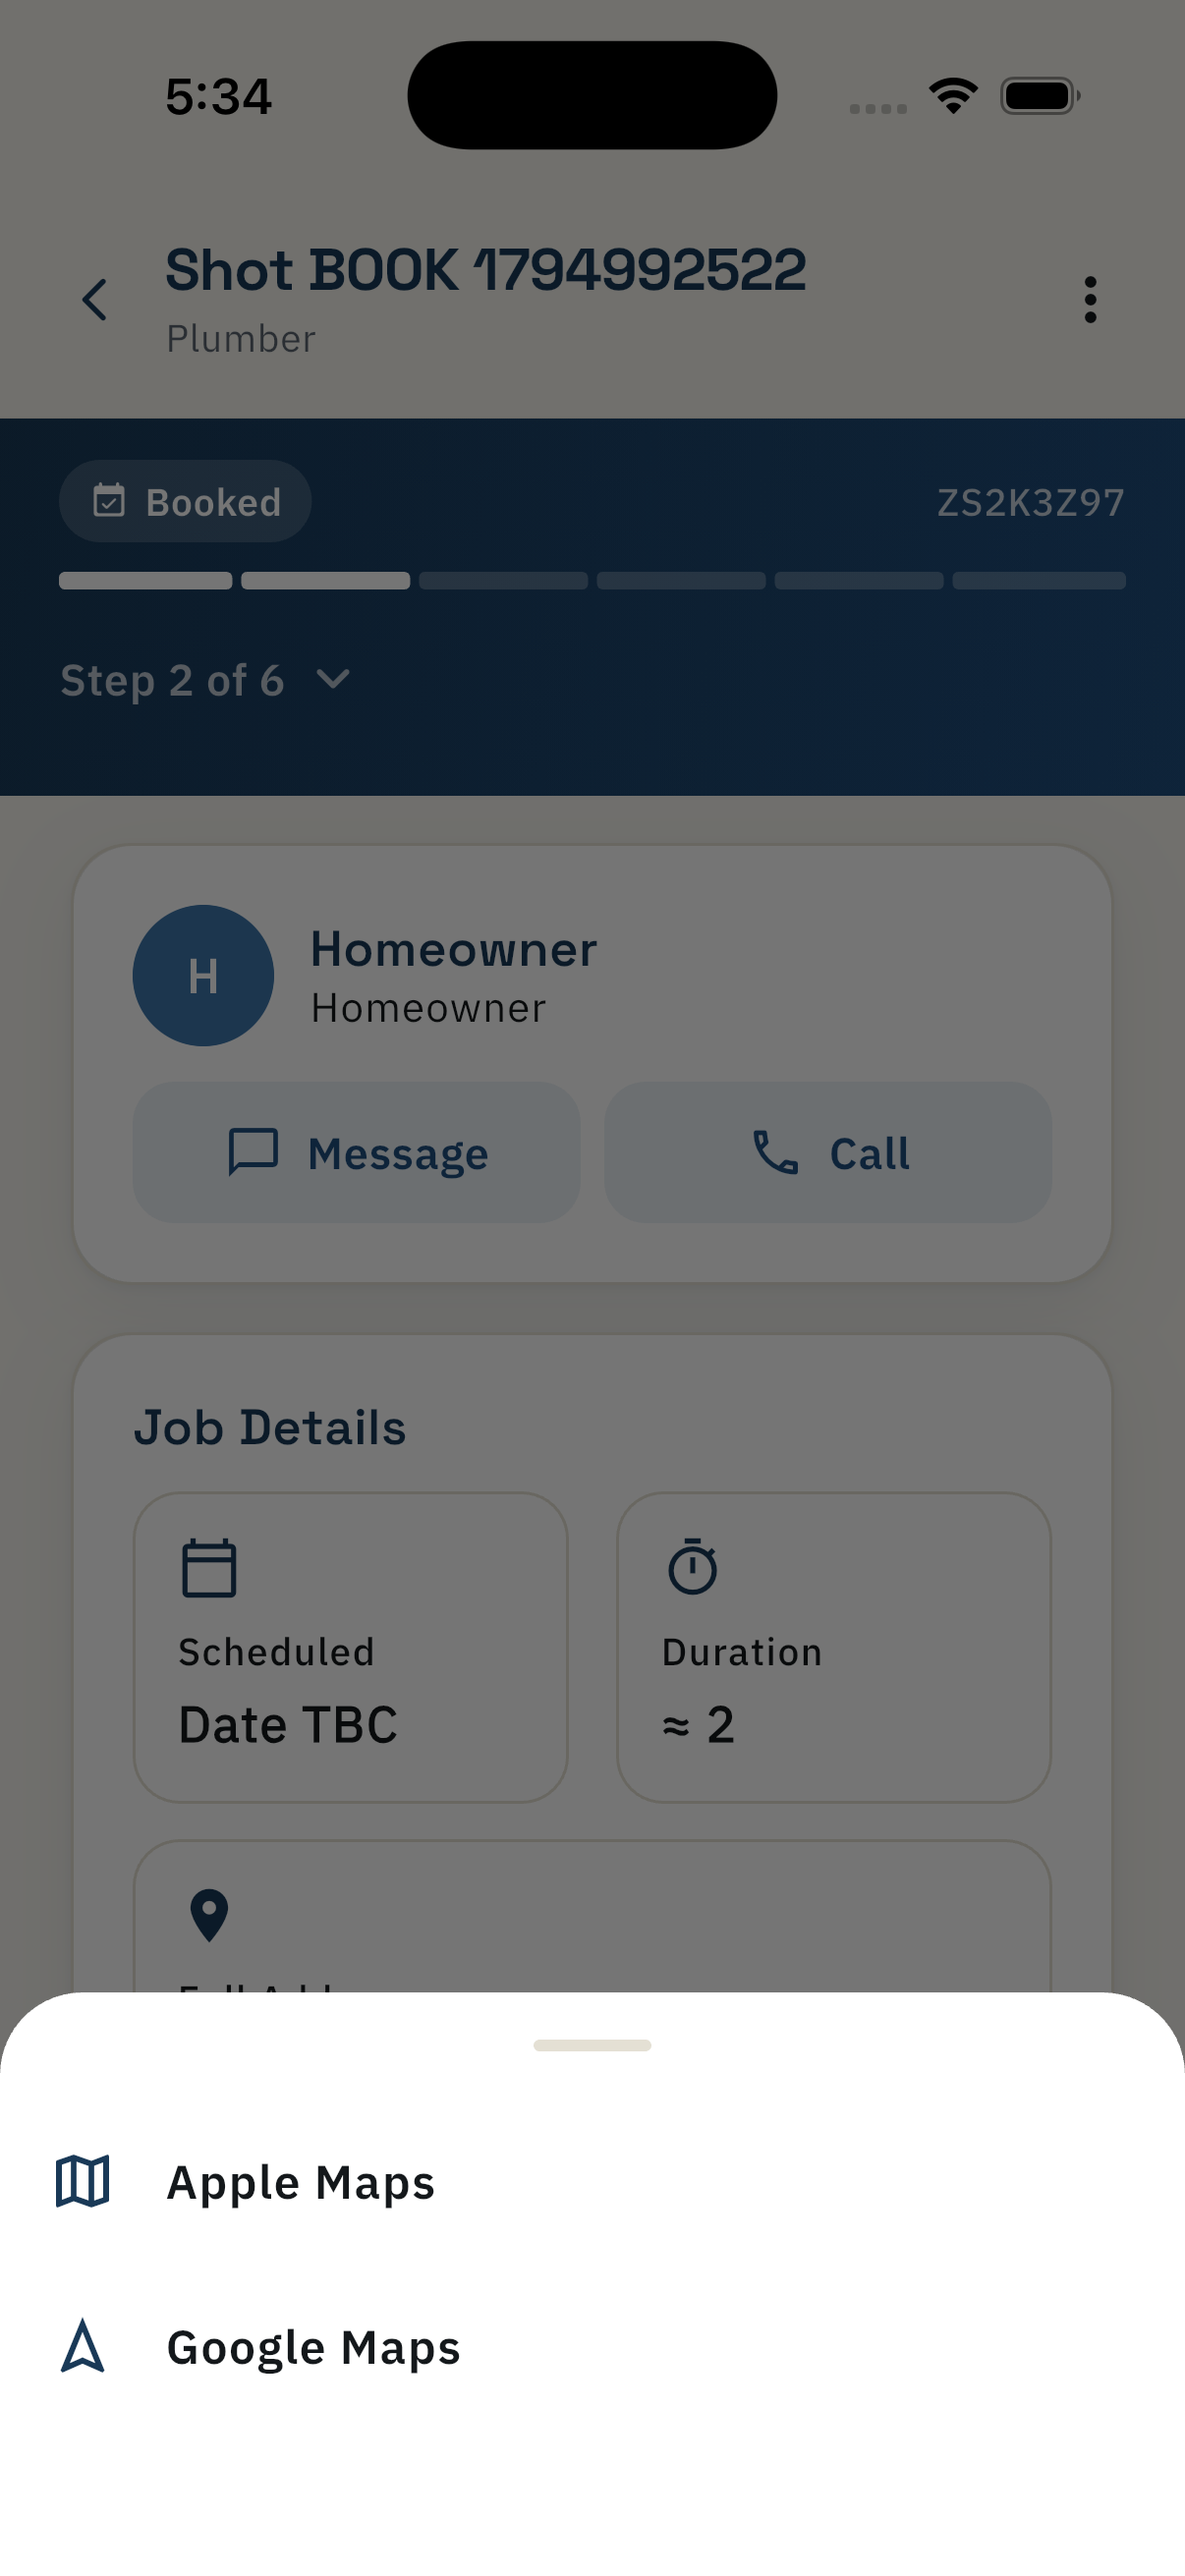 5:34
Shot BOOK 1794992522
Plumber
Booked
ZS2K3Z97
Step 2 of 6
H
Homeowner
Homeowner
Message
Call
Job Details
Scheduled
Duration
Date TBC
≈ 2
Apple Maps
Google Maps